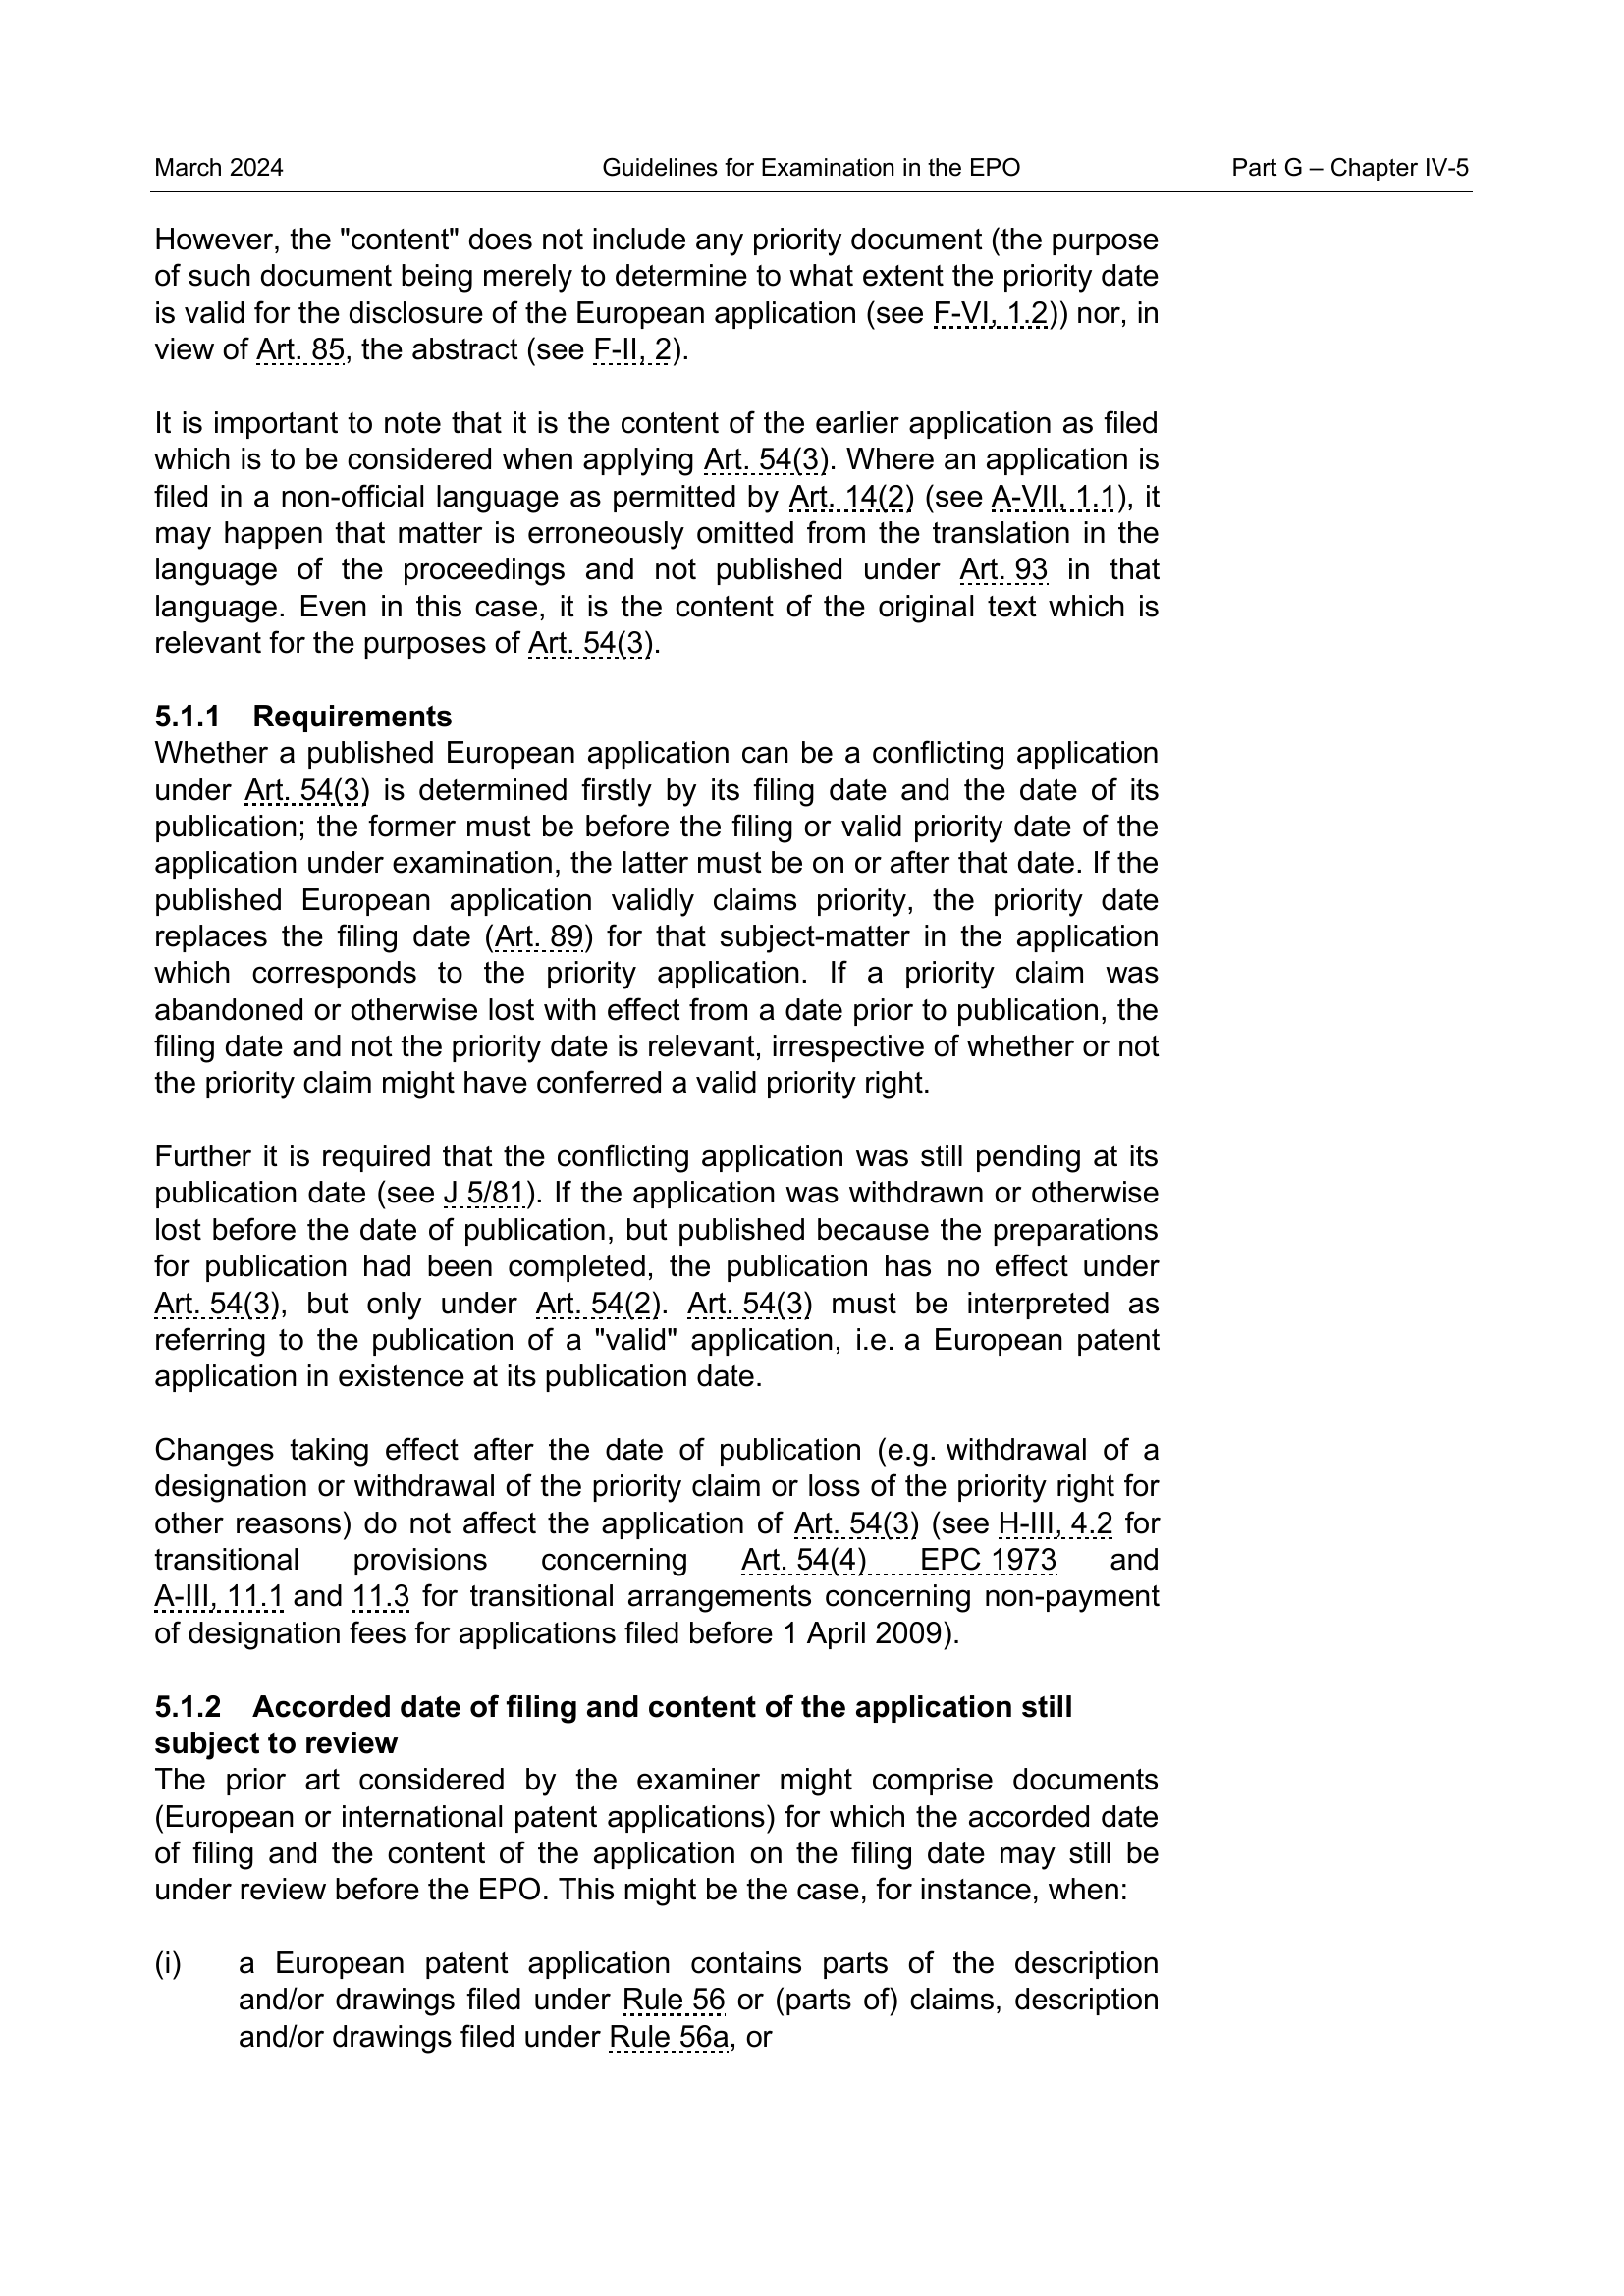 March 2024 Guidelines for Examination in the EPO Part G – Chapter IV-5
However, the "content" does not include any priority document (the purpose
of such document being merely to determine to what extent the priority date
is valid for the disclosure of the European application (see F-VI, 1.2)) nor, in
view of Art. 85, the abstract (see F-II, 2).
It is important to note that it is the content of the earlier application as filed
which is to be considered when applying Art. 54(3). Where an application is
filed in a non-official language as permitted by Art. 14(2) (see A-VII, 1.1), it
may happen that matter is erroneously omitted from the translation in the
language of the proceedings and not published under Art. 93 in that
language. Even in this case, it is the content of the original text which is
relevant for the purposes of Art. 54(3).
5.1.1 Requirements
Whether a published European application can be a conflicting application
under Art. 54(3) is determined firstly by its filing date and the date of its
publication; the former must be before the filing or valid priority date of the
application under examination, the latter must be on or after that date. If the
published European application validly claims priority, the priority date
replaces the filing date (Art. 89) for that subject-matter in the application
which corresponds to the priority application. If a priority claim was
abandoned or otherwise lost with effect from a date prior to publication, the
filing date and not the priority date is relevant, irrespective of whether or not
the priority claim might have conferred a valid priority right.
Further it is required that the conflicting application was still pending at its
publication date (see J 5/81). If the application was withdrawn or otherwise
lost before the date of publication, but published because the preparations
for publication had been completed, the publication has no effect under
Art. 54(3), but only under Art. 54(2). Art. 54(3) must be interpreted as
referring to the publication of a "valid" application, i.e. a European patent
application in existence at its publication date.
Changes taking effect after the date of publication (e.g. withdrawal of a
designation or withdrawal of the priority claim or loss of the priority right for
other reasons) do not affect the application of Art. 54(3) (see H-III, 4.2 for
transitional provisions concerning Art. 54(4) EPC 1973 and
A-III, 11.1 and 11.3 for transitional arrangements concerning non-payment
of designation fees for applications filed before 1 April 2009).
5.1.2 Accorded date of filing and content of the application still
subject to review
The prior art considered by the examiner might comprise documents
(European or international patent applications) for which the accorded date
of filing and the content of the application on the filing date may still be
under review before the EPO. This might be the case, for instance, when:
(i) a European patent application contains parts of the description
and/or drawings filed under Rule 56 or (parts of) claims, description
and/or drawings filed under Rule 56a, or